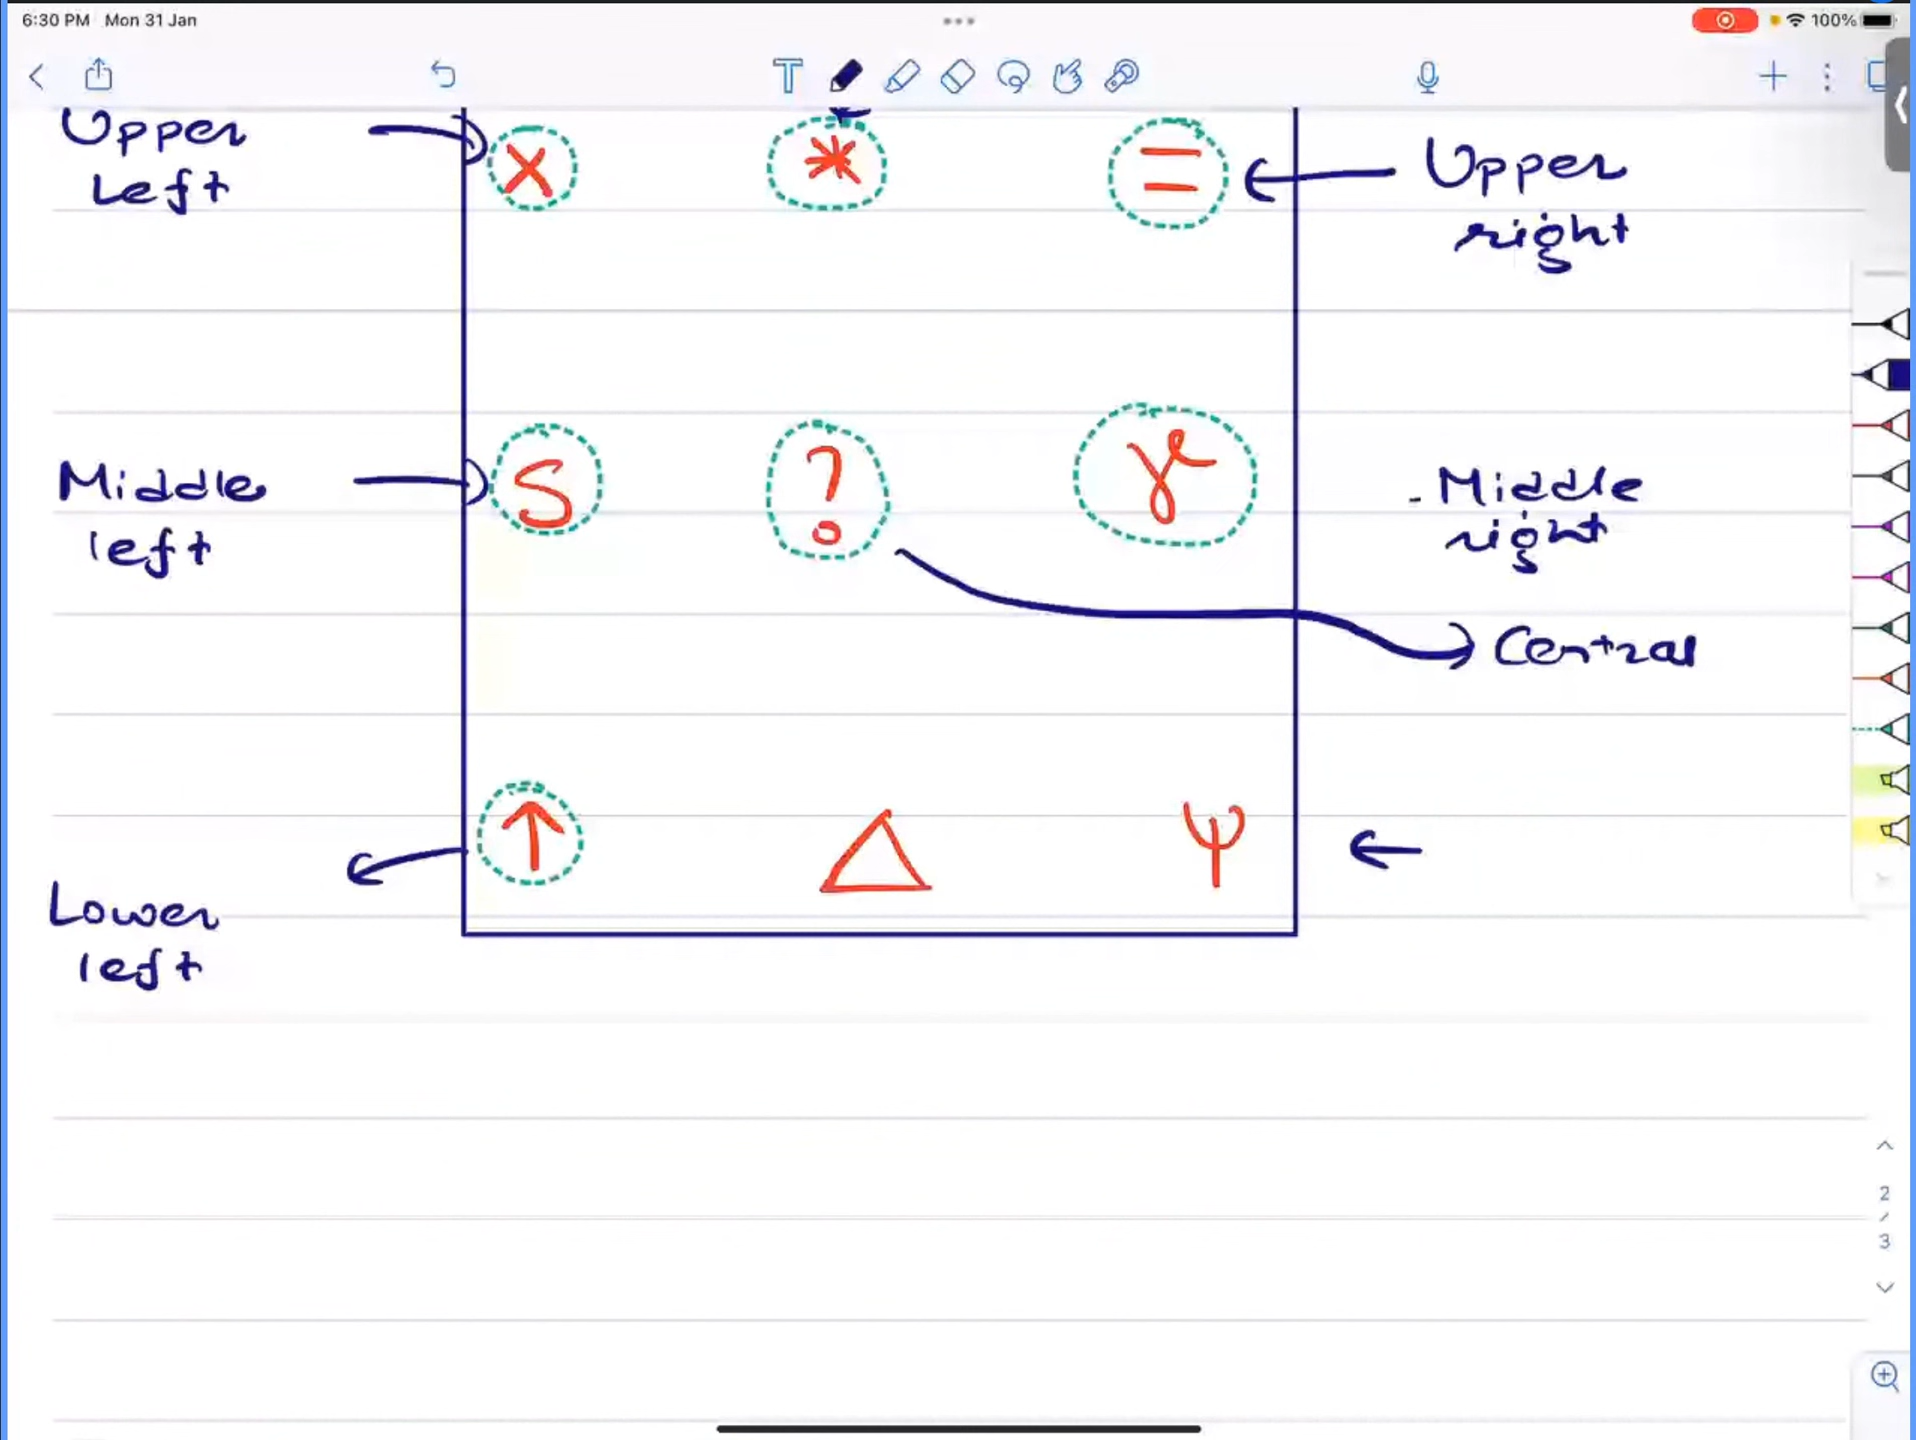 6:30 PM Mon 31 Jan
100%
T
Upper
Left
× * =
Upper
right
Middle
left
S ? γ
Middle
right
Central
↑ △ Ψ
Lower
left
2
/
3